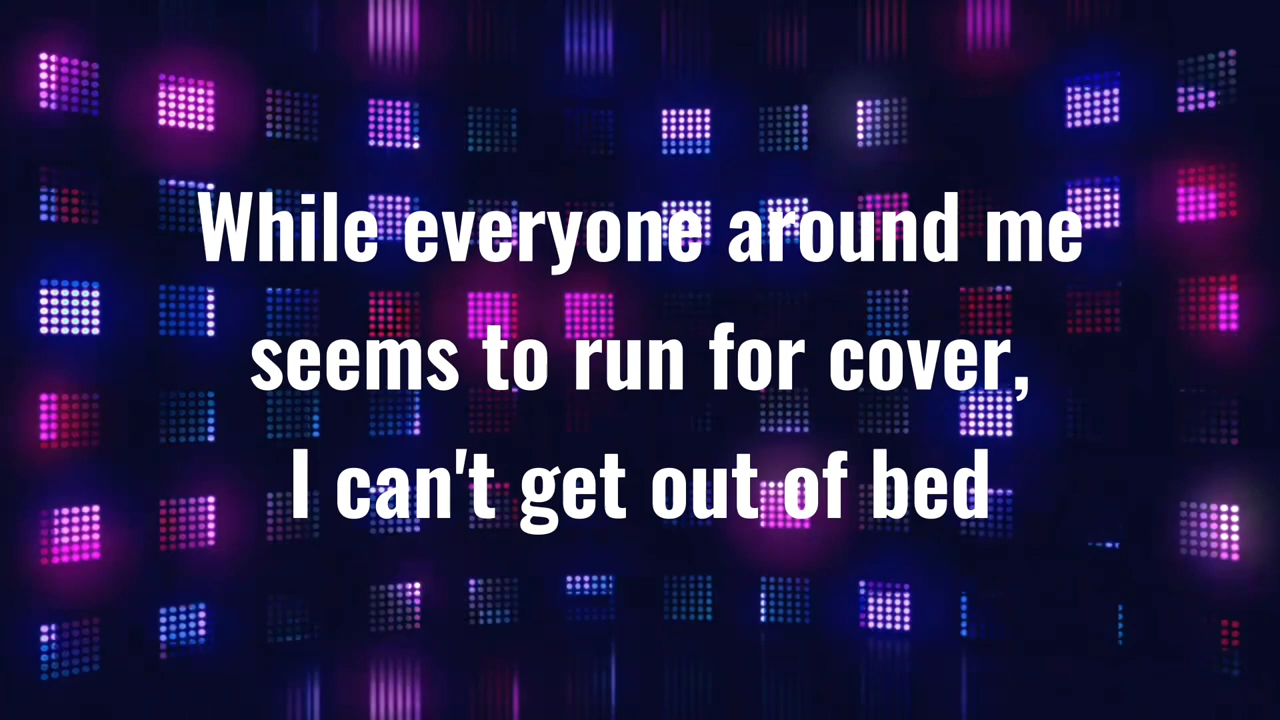 While everyone around me
seems to run for cover,
I can't get out of bed